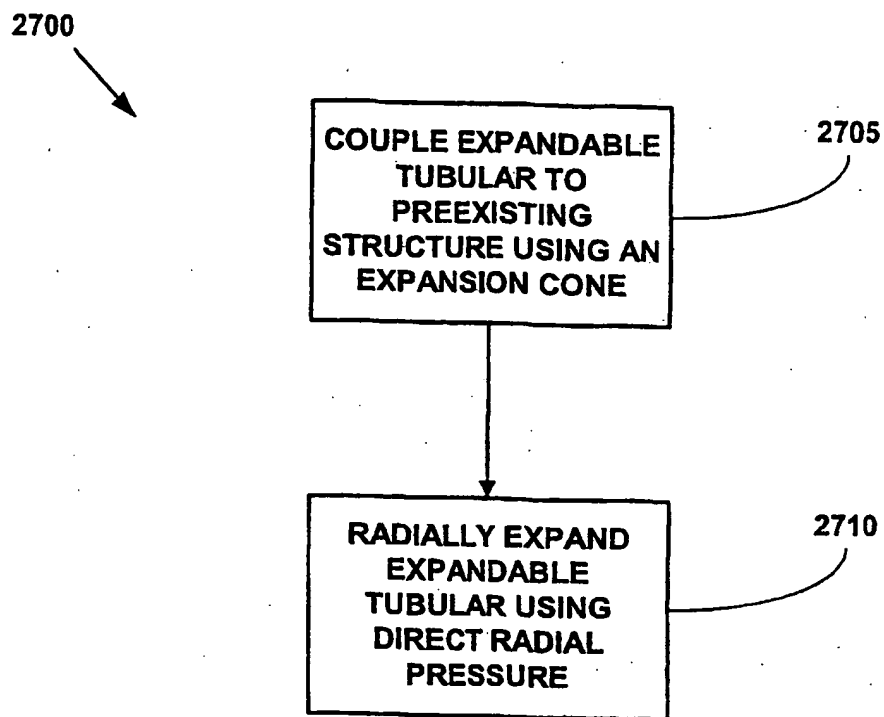 2700
COUPLE EXPANDABLE
TUBULAR TO
PREEXISTING
STRUCTURE USING AN
EXPANSION CONE
2705
RADIALLY EXPAND
EXPANDABLE
TUBULAR USING
DIRECT RADIAL
PRESSURE
2710